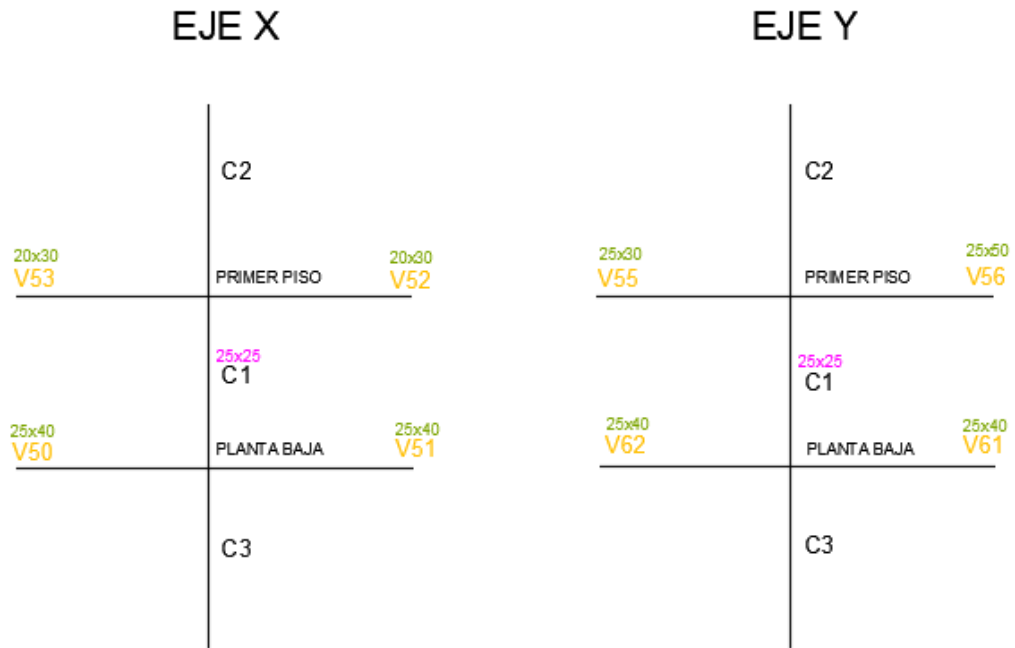 EJE X
C2
20x30
V53
PRIMER PISO
20x30
V52
25x25
C1
25x40
V50
PLANTA BAJA
25x40
V51
C3
EJE Y
C2
25x30
V55
PRIMER PISO
25x50
V56
25x25
C1
25x40
V62
PLANTA BAJA
25x40
V61
C3